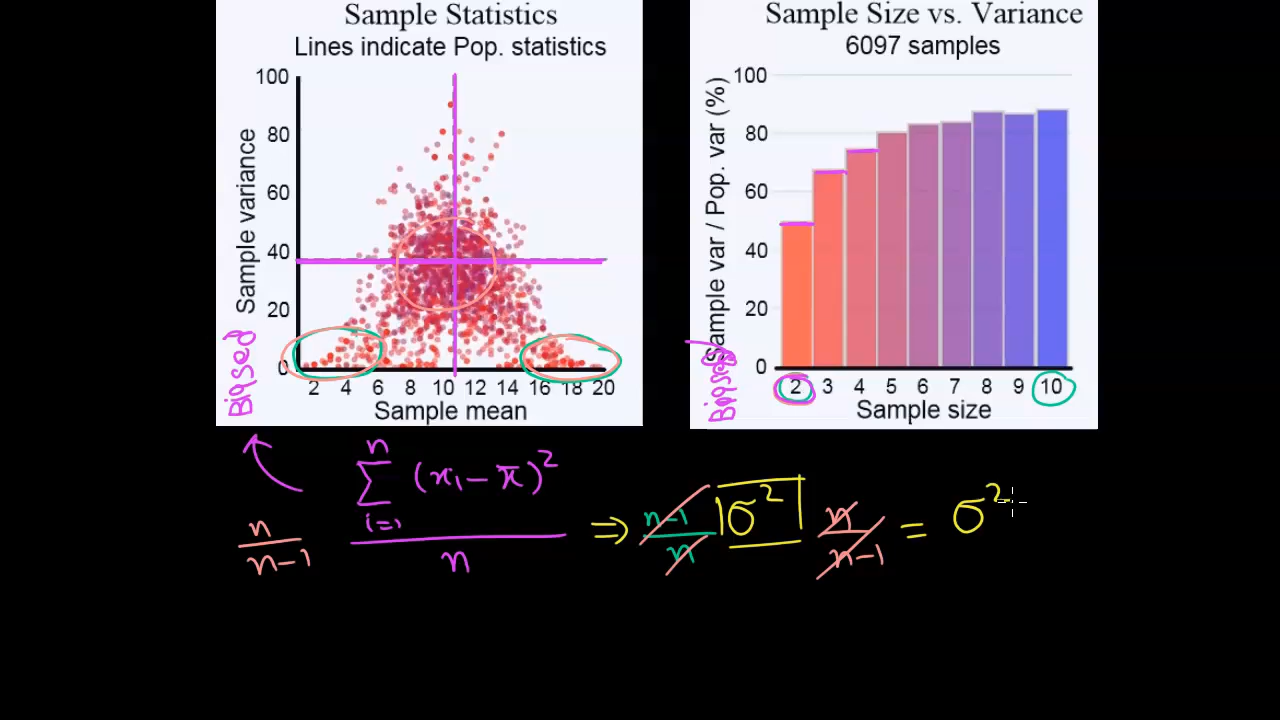 Sample Statistics
Lines indicate Pop. statistics
100
80
60
40
20
0
Sample variance
2 4 6 8 10 12 14 16 18 20
Sample mean
Biased
Sample Size vs. Variance
6097 samples
100
80
60
40
20
0
Sample var / Pop. var (%)
2 3 4 5 6 7 8 9 10
Sample size
Biased
n/(n-1) ∑ i=1 n (x₁ - x̄)² / n ⇒ (n-1)/n σ² n/(n-1) = σ²